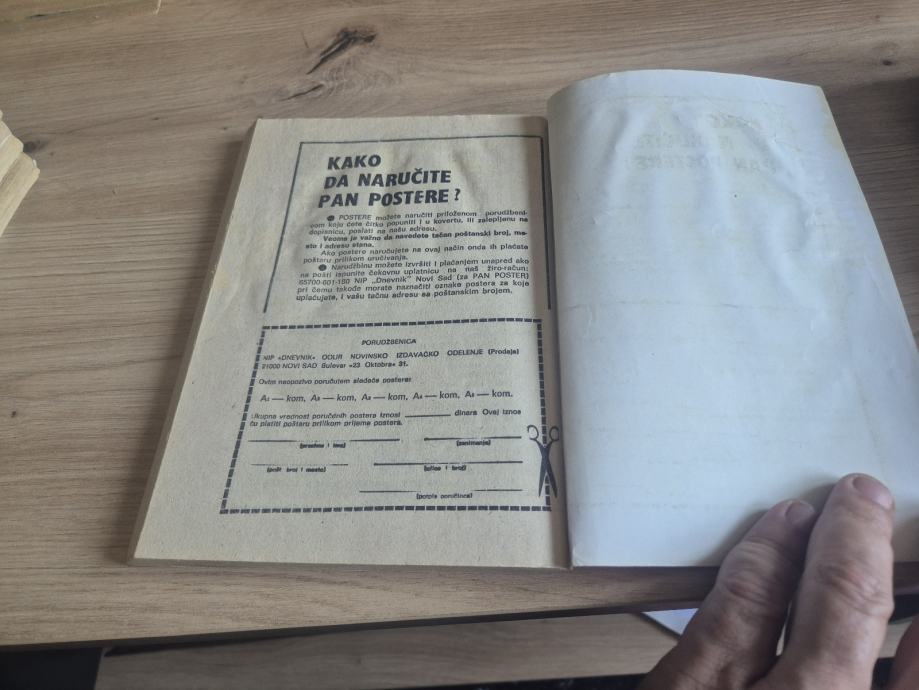 KAKO
DA NARUČITE
PAN POSTERE?
● POSTERE možete naručiti priloženom porudžbeni-
com koju ćete čitko popuniti i u kovertu, ili zalepljenu na
dopisnicu, poslati na našu adresu.
Veoma je važno da navedete tačan poštanski broj, me-
sto i adresu stana.
Ako postere naručujete na ovaj način onda ih plaćate
poštaru prilikom uručivanja.
● Narudžbinu možete izvršiti i plaćanjem unapred ako
na pošti ispunite čekovnu uplatnicu na naš žiro-račun:
65700-601-180 NIP „Dnevnik" Novi Sad (za PAN POSTER)
pri čemu takođe morate naznačiti oznake postera za koje
uplaćujete, i vašu tačnu adresu sa poštanskim brojem.
PORUDŽBENICA
NIP »DNEVNIK« OOUR NOVINSKO IZDAVAČKO ODELENJE (Prodaja)
21000 NOVI SAD Bulevar »23. Oktobra« 31.
Ovim neopozivo poručujem sledeće postere:
— kom, — kom, — kom, — kom, — kom.
Ukupna vrednost poručenih postera iznosi ________ dinara. Ovaj iznos
ću platiti poštaru prilikom prijema postera.
(prezime i ime) (zanimanje)
(pošt. broj i mesto) (ulica i broj)
(potpis poručioca)